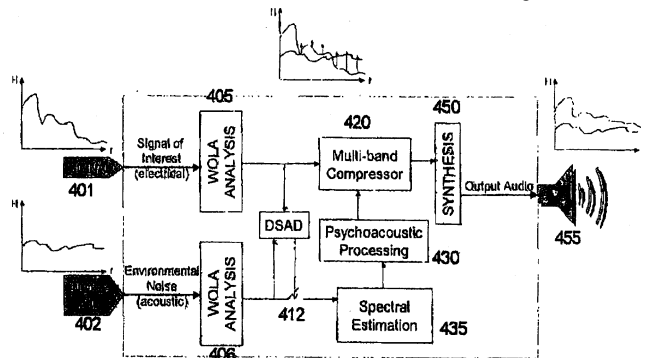 405
420
450
Signal of
Interest
(electrical)
401
WOLA
ANALYSIS
Multi-band
Compressor
SYNTHESIS
Output Audio
455
DSAD
Psychoacoustic
Processing
430
Environmental
Noise
(acoustic)
402
WOLA
ANALYSIS
412
Spectral
Estimation
435
406